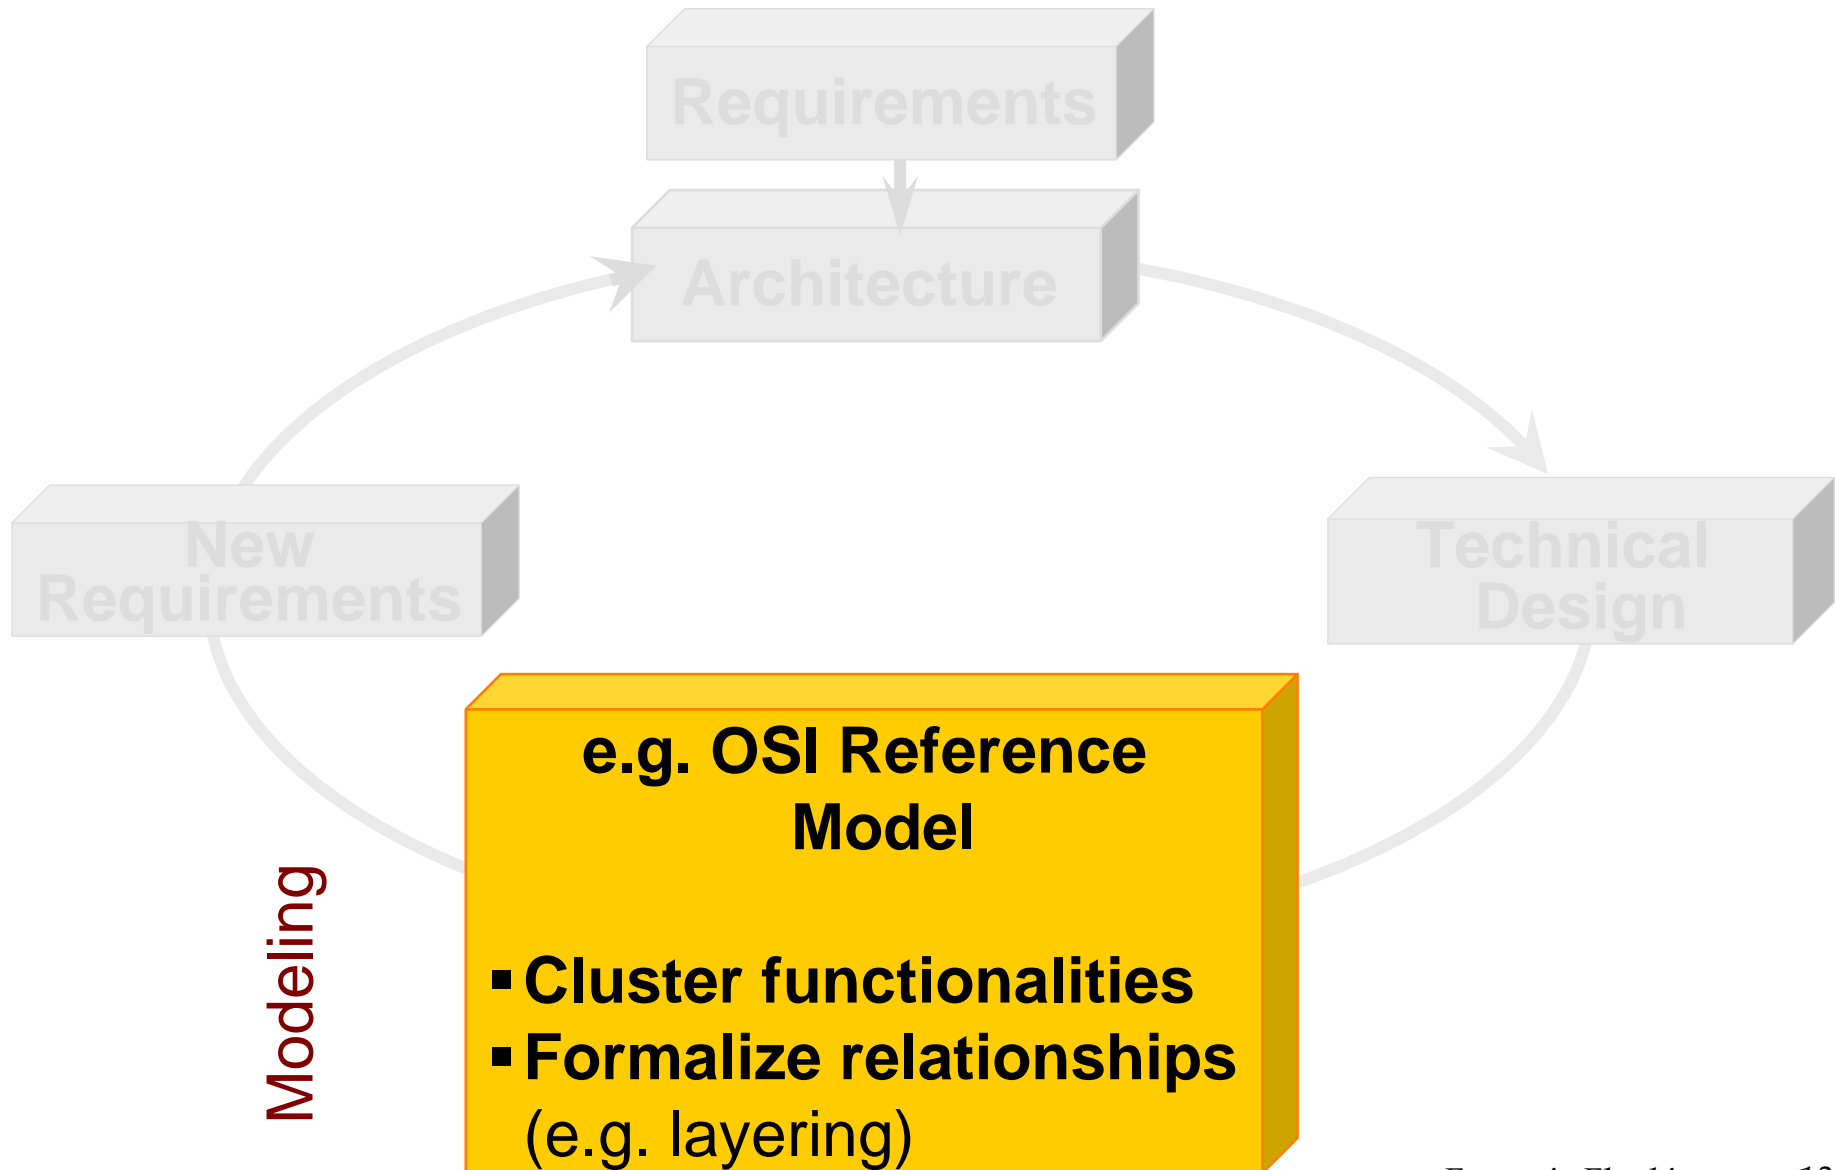 Requirements
Architecture
New
Requirements
Technical
Design
e.g. OSI Reference
Model
▪ Cluster functionalities
▪ Formalize relationships
(e.g. layering)
Modeling